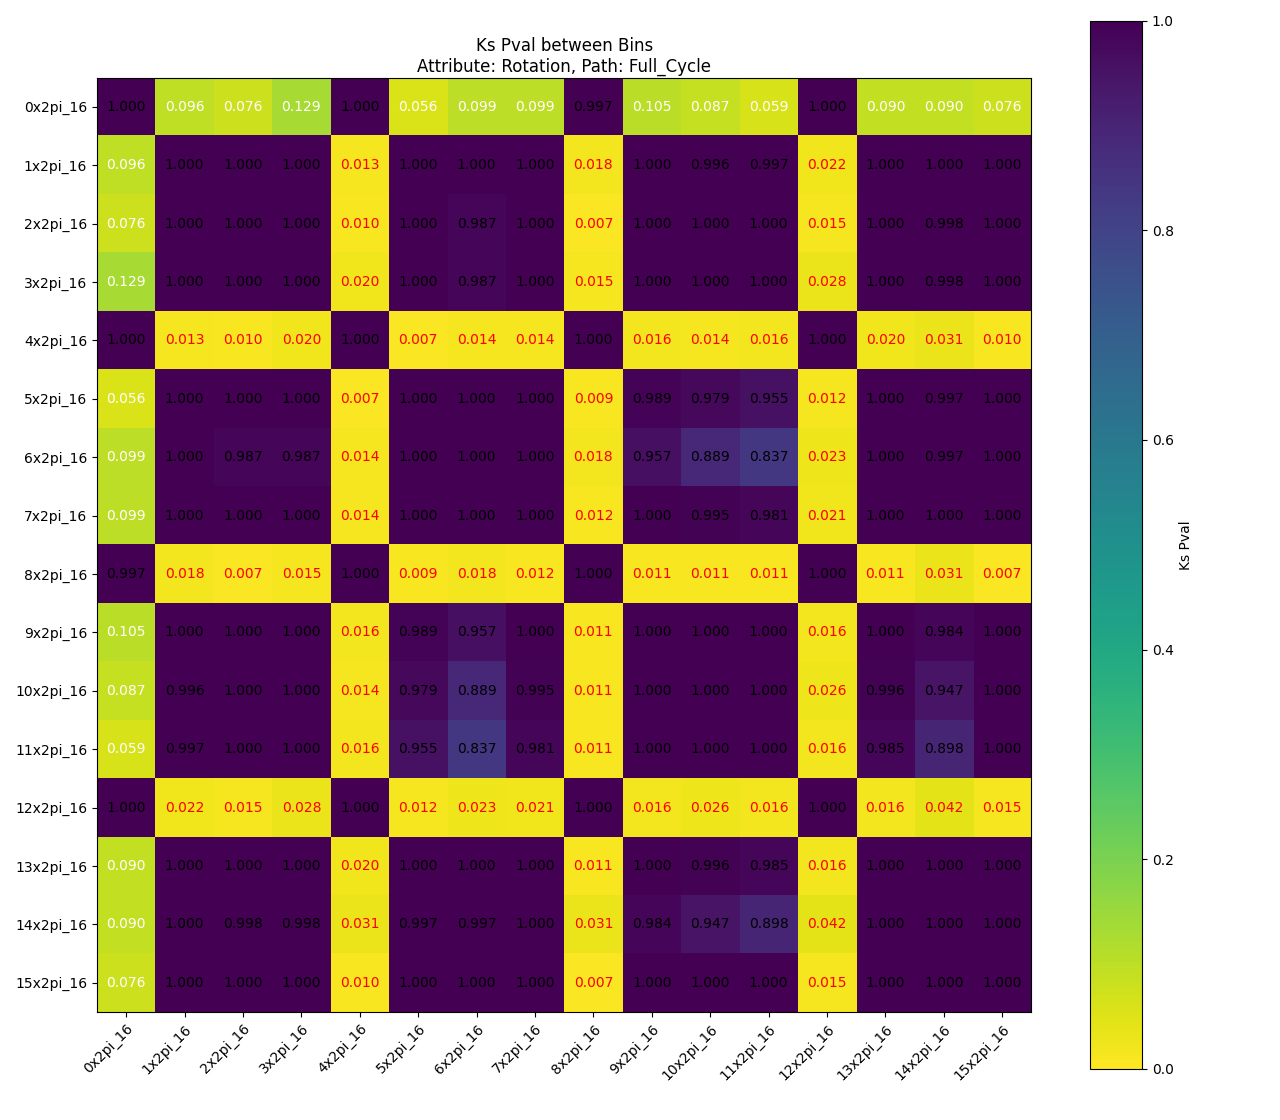 Ks Pval between Bins
Attribute: Rotation, Path: Full_Cycle
0x2pi_16 1.000 0.096 0.076 0.129 1.000 0.056 0.099 0.099 0.997 0.105 0.087 0.059 1.000 0.090 0.090 0.076
1x2pi_16 0.096 1.000 1.000 1.000 0.013 1.000 1.000 1.000 0.018 1.000 0.996 0.997 0.022 1.000 1.000 1.000
2x2pi_16 0.076 1.000 1.000 1.000 0.010 1.000 0.987 1.000 0.007 1.000 1.000 1.000 0.015 1.000 0.998 1.000
3x2pi_16 0.129 1.000 1.000 1.000 0.020 1.000 0.987 1.000 0.015 1.000 1.000 1.000 0.028 1.000 0.998 1.000
4x2pi_16 1.000 0.013 0.010 0.020 1.000 0.007 0.014 0.014 1.000 0.016 0.014 0.016 1.000 0.020 0.031 0.010
5x2pi_16 0.056 1.000 1.000 1.000 0.007 1.000 1.000 1.000 0.009 0.989 0.979 0.955 0.012 1.000 0.997 1.000
6x2pi_16 0.099 1.000 0.987 0.987 0.014 1.000 1.000 1.000 0.018 0.957 0.889 0.837 0.023 1.000 0.997 1.000
7x2pi_16 0.099 1.000 1.000 1.000 0.014 1.000 1.000 1.000 0.012 1.000 0.995 0.981 0.021 1.000 1.000 1.000
8x2pi_16 0.997 0.018 0.007 0.015 1.000 0.009 0.018 0.012 1.000 0.011 0.011 0.011 1.000 0.011 0.031 0.007
9x2pi_16 0.105 1.000 1.000 1.000 0.016 0.989 0.957 1.000 0.011 1.000 1.000 1.000 0.016 1.000 0.984 1.000
10x2pi_16 0.087 0.996 1.000 1.000 0.014 0.979 0.889 0.995 0.011 1.000 1.000 1.000 0.026 0.996 0.947 1.000
11x2pi_16 0.059 0.997 1.000 1.000 0.016 0.955 0.837 0.981 0.011 1.000 1.000 1.000 0.016 0.985 0.898 1.000
12x2pi_16 1.000 0.022 0.015 0.028 1.000 0.012 0.023 0.021 1.000 0.016 0.026 0.016 1.000 0.016 0.042 0.015
13x2pi_16 0.090 1.000 1.000 1.000 0.020 1.000 1.000 1.000 0.011 1.000 0.996 0.985 0.016 1.000 1.000 1.000
14x2pi_16 0.090 1.000 0.998 0.998 0.031 0.997 0.997 1.000 0.031 0.984 0.947 0.898 0.042 1.000 1.000 1.000
15x2pi_16 0.076 1.000 1.000 1.000 0.010 1.000 1.000 1.000 0.007 1.000 1.000 1.000 0.015 1.000 1.000 1.000
0x2pi_16 1x2pi_16 2x2pi_16 3x2pi_16 4x2pi_16 5x2pi_16 6x2pi_16 7x2pi_16 8x2pi_16 9x2pi_16 10x2pi_16 11x2pi_16 12x2pi_16 13x2pi_16 14x2pi_16 15x2pi_16
1.0
0.8
0.6
0.4
0.2
0.0
Ks Pval